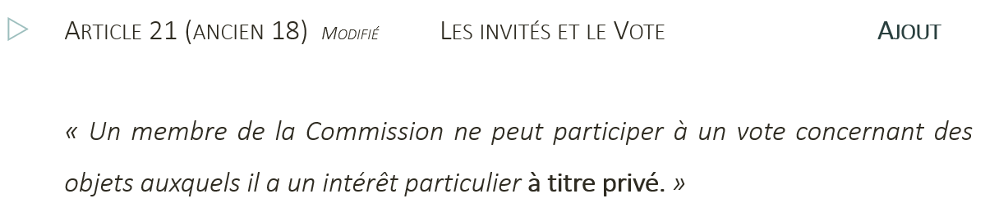 ARTICLE 21 (ANCIEN 18) MODIFIÉ LES INVITÉS ET LE VOTE AJOUT
« Un membre de la Commission ne peut participer à un vote concernant des
objets auxquels il a un intérêt particulier à titre privé. »